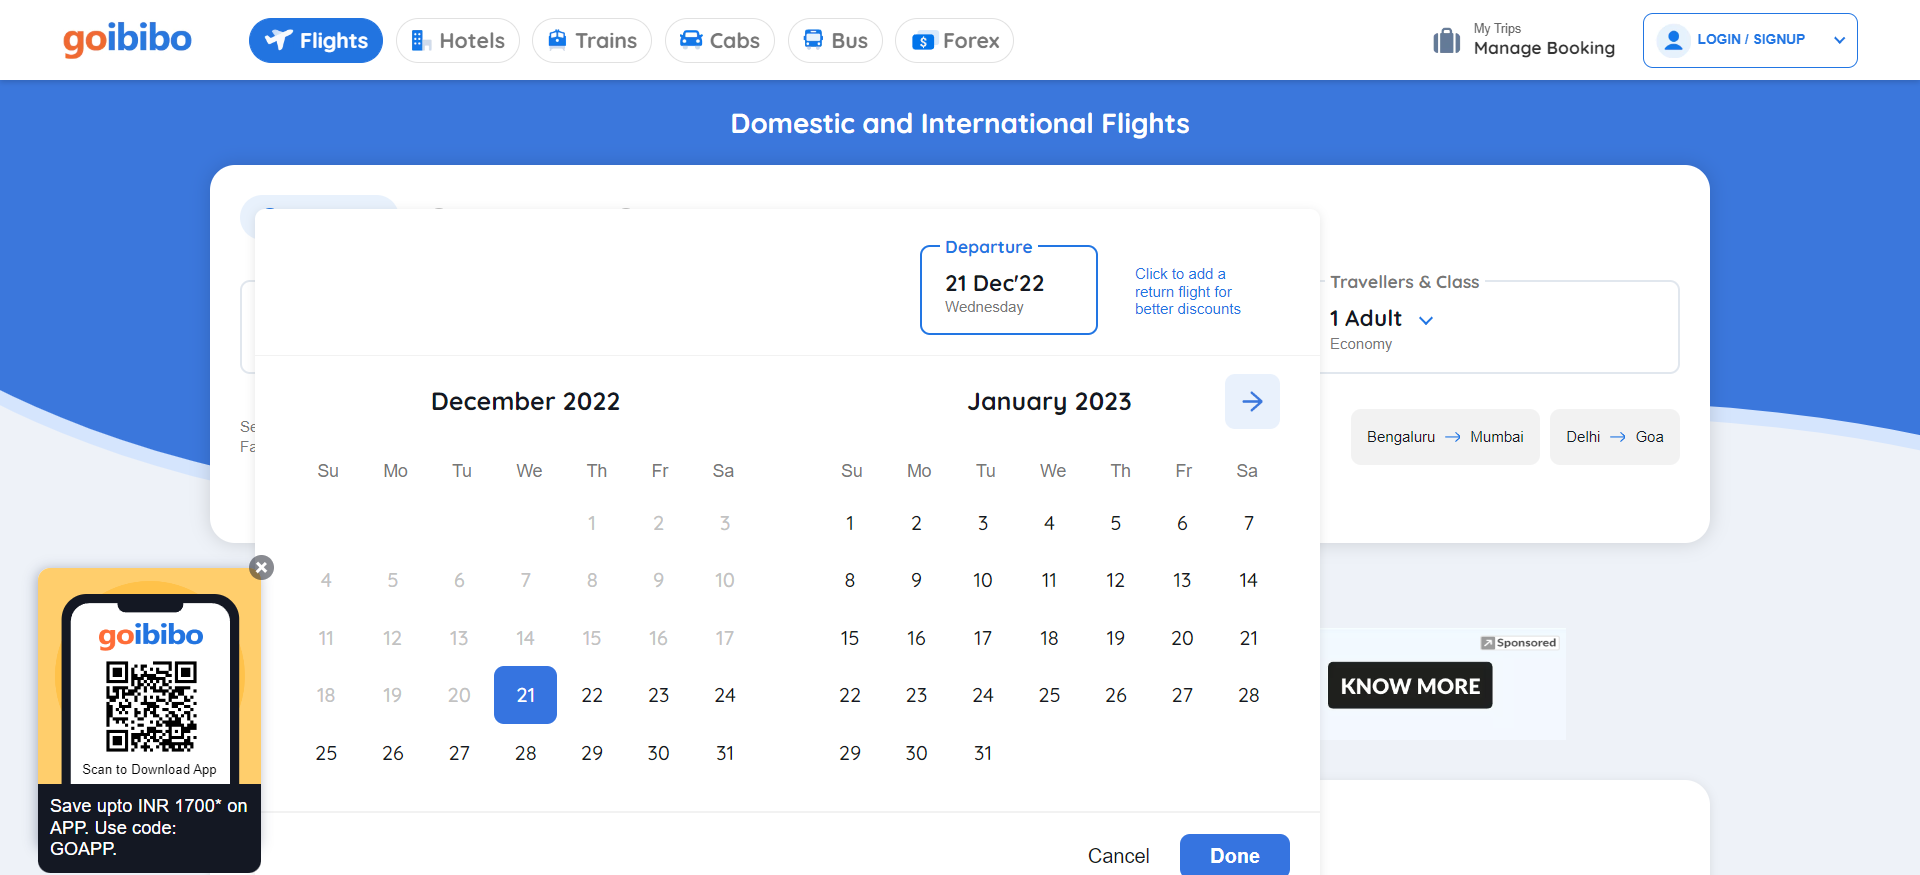 goibibo
Flights
Hotels
Trains
Cabs
Bus
Forex
My Trips
Manage Booking
LOGIN / SIGNUP
Domestic and International Flights
Departure
21 Dec'22
Wednesday
Click to add a
return flight for
better discounts
Travellers & Class
1 Adult
Economy
December 2022
January 2023
Se
Fa
Bengaluru → Mumbai
Delhi → Goa
Su Mo Tu We Th Fr Sa
1 2 3
4 5 6 7 8 9 10
11 12 13 14 15 16 17
18 19 20 21 22 23 24
25 26 27 28 29 30 31
Su Mo Tu We Th Fr Sa
1 2 3 4 5 6 7
8 9 10 11 12 13 14
15 16 17 18 19 20 21
22 23 24 25 26 27 28
29 30 31
Cancel
Done
Sponsored
KNOW MORE
goibibo
Scan to Download App
Save upto INR 1700* on
APP. Use code:
GOAPP.